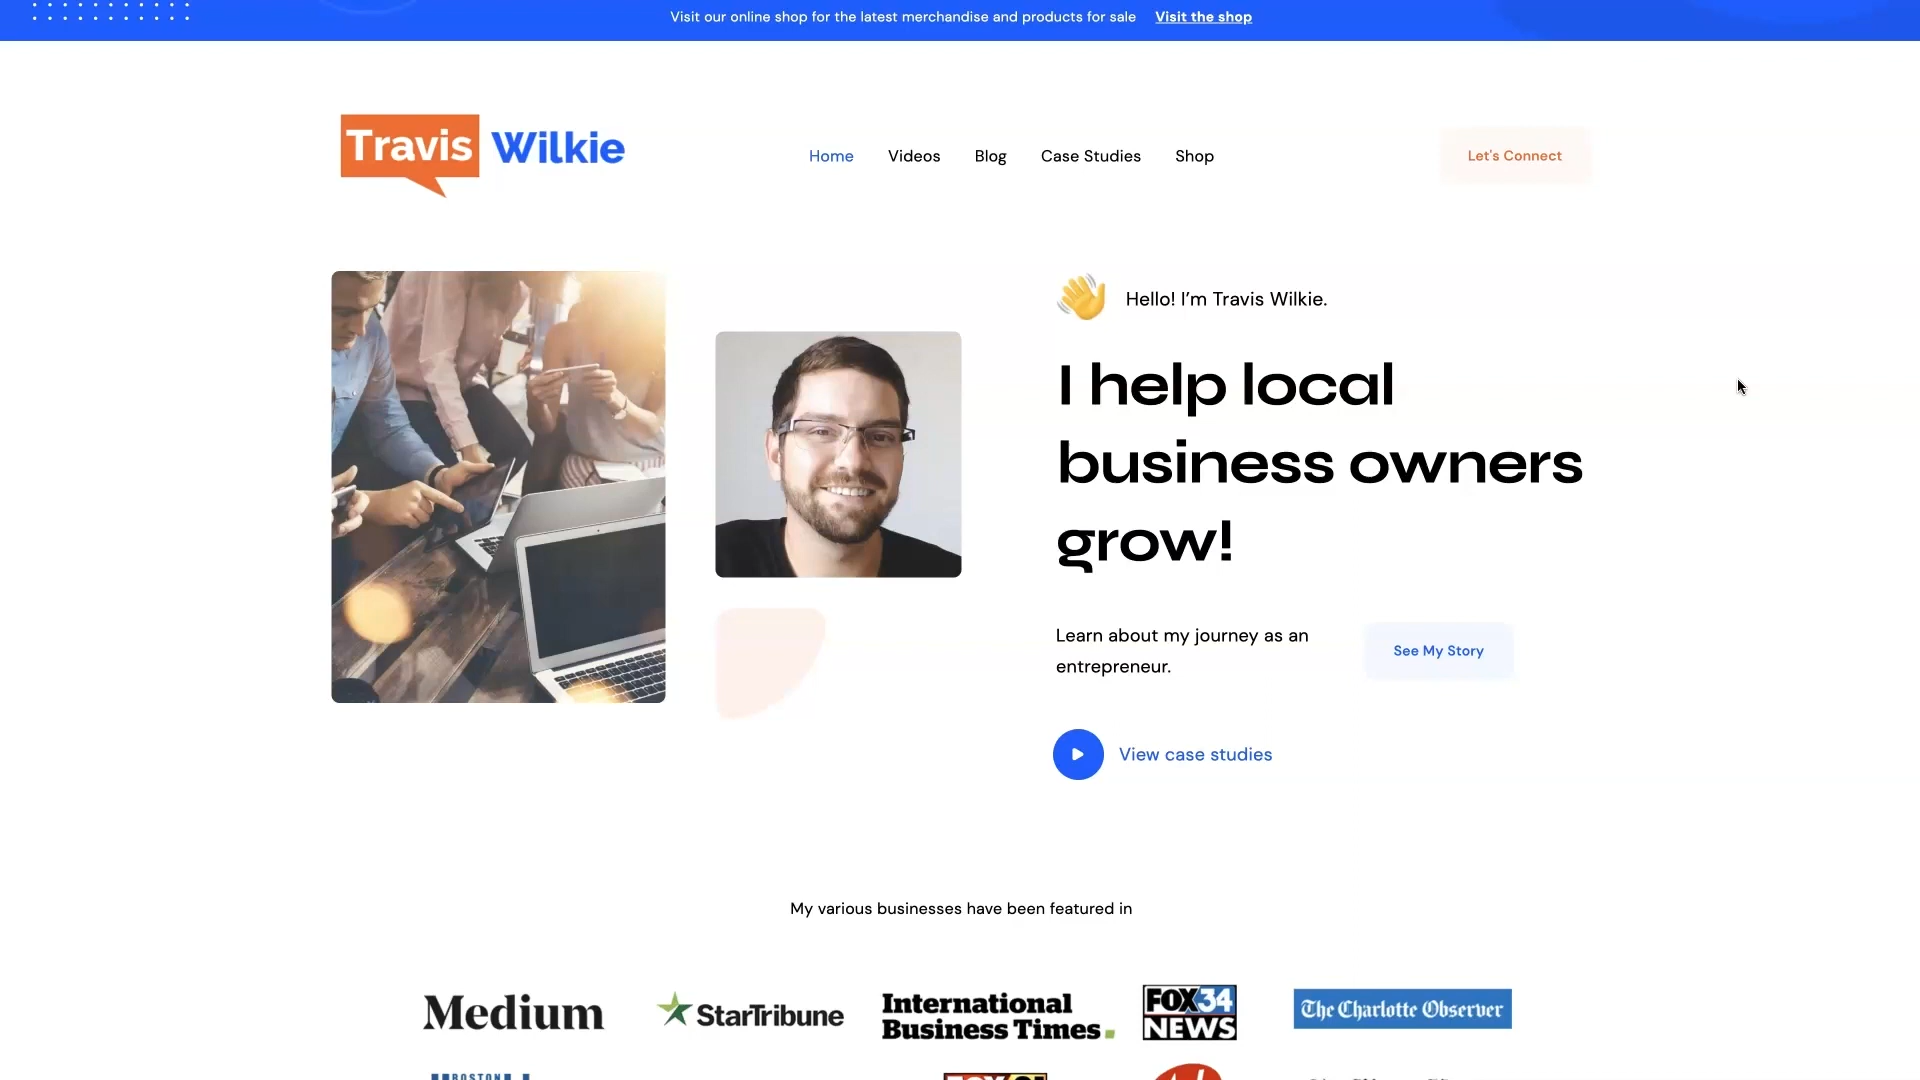 Visit our online shop for the latest merchandise and products for sale Visit the shop
Travis Wilkie
Home Videos Blog Case Studies Shop
Let's Connect
Hello! I’m Travis Wilkie.
I help local
business owners
grow!
Learn about my journey as an
entrepreneur.
See My Story
View case studies
My various businesses have been featured in
Medium
StarTribune
International
Business Times.
FOX34
NEWS
The Charlotte Observer
BOSTON